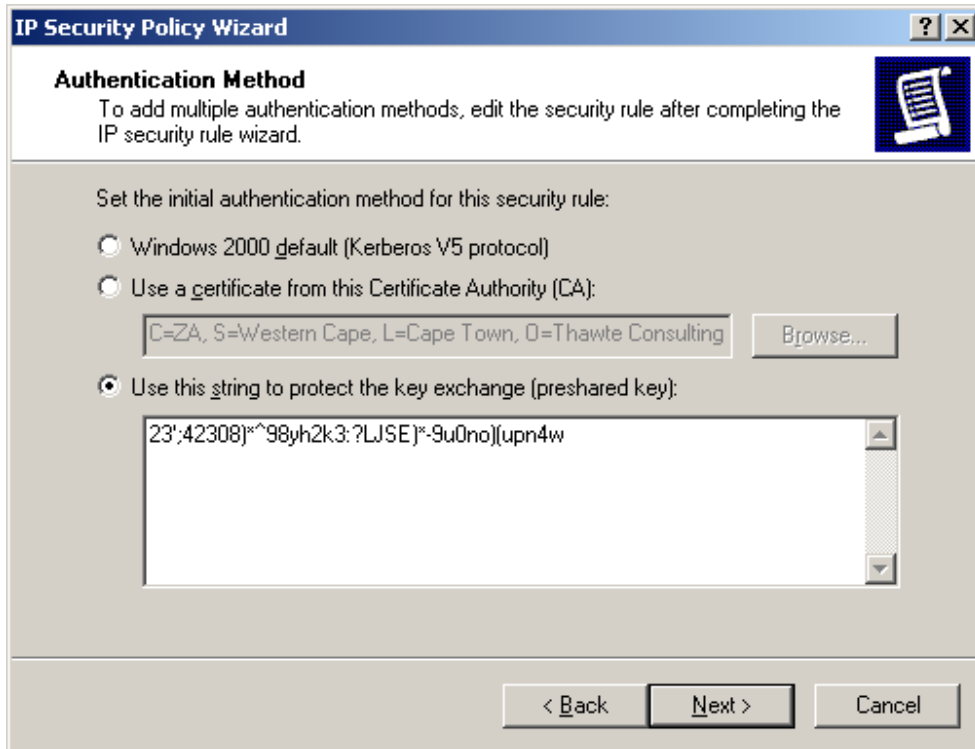 IP Security Policy Wizard
Authentication Method
To add multiple authentication methods, edit the security rule after completing the
IP security rule wizard.
Set the initial authentication method for this security rule:
Windows 2000 default (Kerberos V5 protocol)
Use a certificate from this Certificate Authority (CA):
C=ZA, S=Western Cape, L=Cape Town, O=Thawte Consulting
Browse...
Use this string to protect the key exchange (preshared key):
23';42308)*^98yh2k3:?LJSE)*-9u0no)(upn4w
< Back
Next >
Cancel